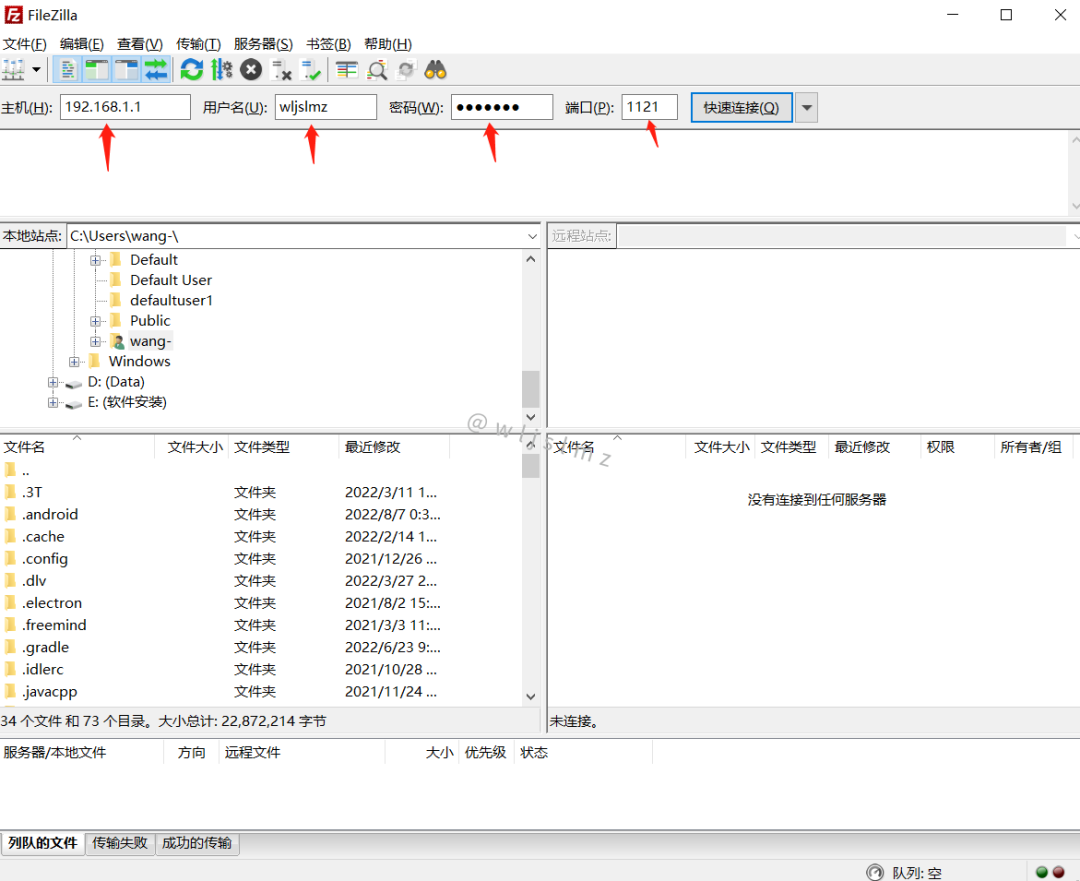 FileZilla
文件(F) 编辑(E) 查看(V) 传输(T) 服务器(S) 书签(B) 帮助(H)
主机(H): 192.168.1.1 用户名(U): wljslmz 密码(W): ●●●●●●● 端口(P): 1121 快速连接(Q)
本地站点: C:\Users\wang-\ 远程站点:
Default
Default User
defaultuser1
Public
wang-
Windows
D: (Data)
E: (软件安装)
@wljslmz
文件名 文件大小 文件类型 最近修改 文件名 文件大小 文件类型 最近修改 权限 所有者/组
..
.3T 文件夹 2022/3/11 1...
没有连接到任何服务器
.android 文件夹 2022/8/7 0:3...
.cache 文件夹 2022/2/14 1...
.config 文件夹 2021/12/26 ...
.dlv 文件夹 2022/3/27 2...
.electron 文件夹 2021/8/2 15:...
.freemind 文件夹 2021/3/3 11:...
.gradle 文件夹 2022/6/23 9:...
.idlerc 文件夹 2021/10/28 ...
.javacpp 文件夹 2021/11/24 ...
34 个文件 和 73 个目录。大小总计: 22,872,214 字节 未连接。
服务器/本地文件 方向 远程文件 大小 优先级 状态
列队的文件 传输失败 成功的传输
队列: 空